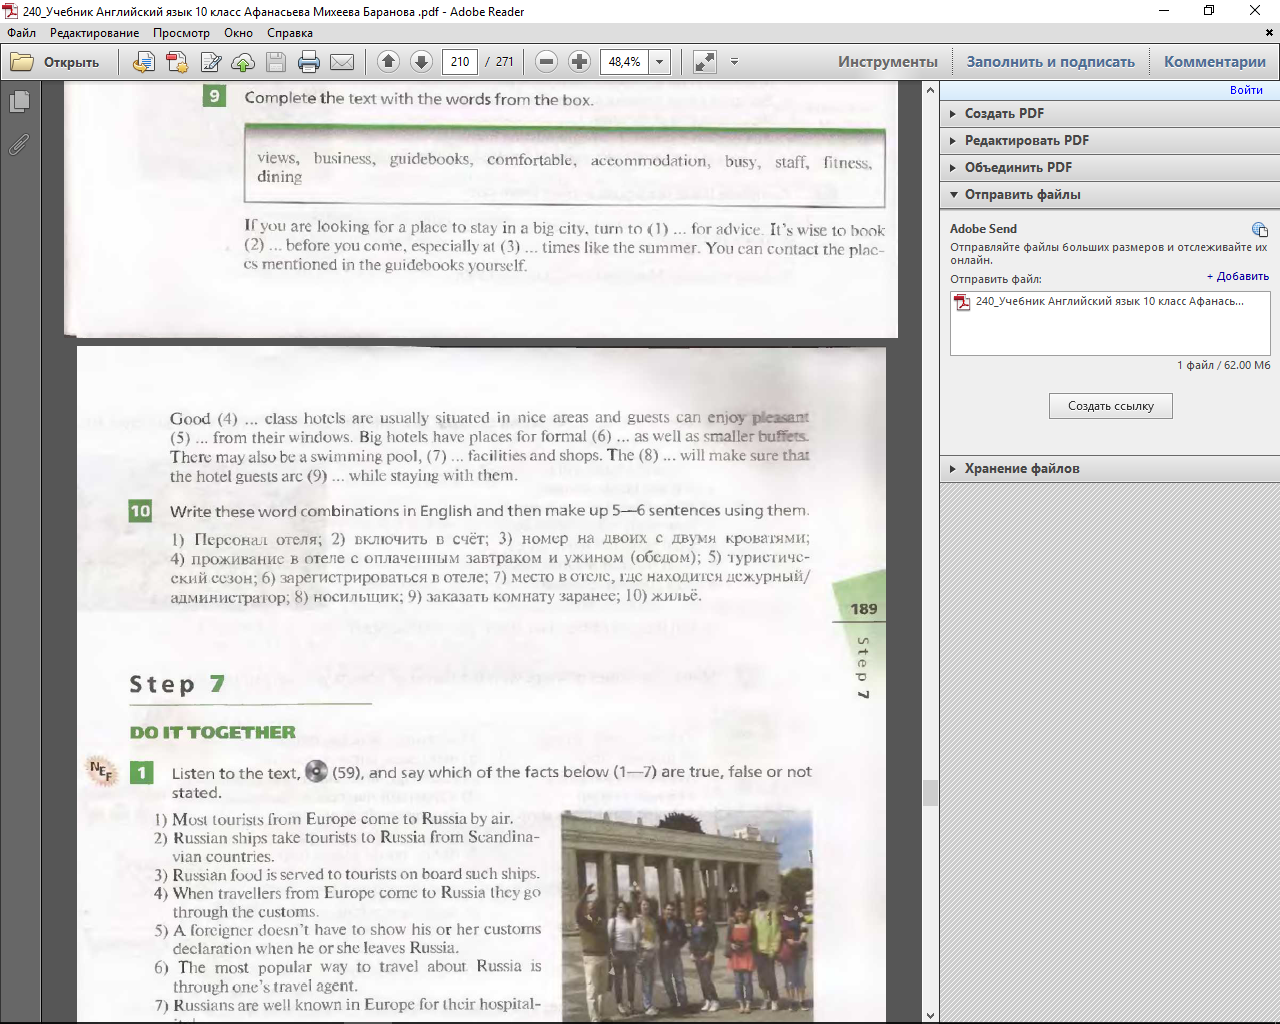 240_Учебник Английский язык 10 класс Афанасьева Михеева Баранова .pdf - Adobe Reader
Файл Редактирование Просмотр Окно Справка
Открыть 210 / 271 48,4% Инструменты Заполнить и подписать Комментарии
9 Complete the text with the words from the box.
views, business, guidebooks, comfortable, accommodation, busy, staff, fitness,
dining
If you are looking for a place to stay in a big city, turn to (1) ... for advice. It's wise to book
(2) ... before you come, especially at (3) ... times like the summer. You can contact the plac-
es mentioned in the guidebooks yourself.
Good (4) ... class hotels are usually situated in nice areas and guests can enjoy pleasant
(5) ... from their windows. Big hotels have places for formal (6) ... as well as smaller buffets.
There may also be a swimming pool, (7) ... facilities and shops. The (8) ... will make sure that
the hotel guests are (9) ... while staying with them.
10 Write these word combinations in English and then make up 5—6 sentences using them.
1) Персонал отеля; 2) включить в счёт; 3) номер на двоих с двумя кроватями;
4) проживание в отеле с оплаченным завтраком и ужином (обедом); 5) туристиче-
ский сезон; 6) зарегистрироваться в отеле; 7) место в отеле, где находится дежурный/
администратор; 8) носильщик; 9) заказать комнату заранее; 10) жильё.
189
Step 7
Step 7
DO IT TOGETHER
NEF 1 Listen to the text, (59), and say which of the facts below (1—7) are true, false or not
stated.
1) Most tourists from Europe come to Russia by air.
2) Russian ships take tourists to Russia from Scandina-
vian countries.
3) Russian food is served to tourists on board such ships.
4) When travellers from Europe come to Russia they go
through the customs.
5) A foreigner doesn't have to show his or her customs
declaration when he or she leaves Russia.
6) The most popular way to travel about Russia is
through one's travel agent.
7) Russians are well known in Europe for their hospital-
Войти
Создать PDF
Редактировать PDF
Объединить PDF
Отправить файлы
Adobe Send
Отправляйте файлы больших размеров и отслеживайте их
онлайн.
Отправить файл: + Добавить
240_Учебник Английский язык 10 класс Афанась...
1 файл / 62.00 Мб
Создать ссылку
Хранение файлов